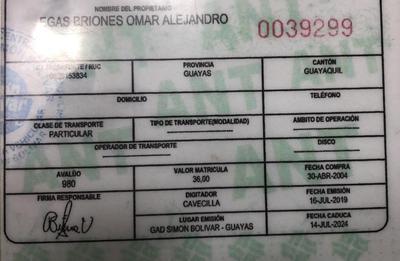 NOMBRE DEL PROPIETARIO
EGAS BRIONES OMAR ALEJANDRO
0039299
PROVINCIA
CANTÓN
GUAYAS
GUAYAQUIL
DOMICILIO
TELÉFONO
CLASE DE TRANSPORTE
TIPO DE TRANSPORTE(MODALIDAD)
AMBITO DE OPERACIÓN
PARTICULAR
OPERADOR DE TRANSPORTE
DISCO
AVALÚO
VALOR MATRICULA
FECHA COMPRA
980
36,00
30-ABR-2004
FIRMA RESPONSABLE
DIGITADOR
FECHA EMISIÓN
CAVECILLA
16-JUL-2019
LUGAR EMISIÓN
FECHA CADUCA
GAD SIMÓN BOLIVAR - GUAYAS
14-JUL-2024